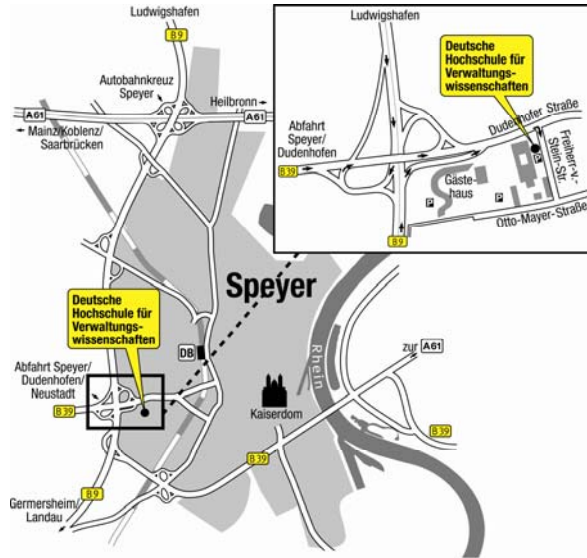 Ludwigshafen
B9
Autobahnkreuz
Speyer
Heilbronn
A61
A61
Mainz/Koblenz/
Saarbrücken
Speyer
Deutsche
Hochschule für
Verwaltungs-
wissenschaften
DB
Abfahrt Speyer/
Dudenhofen/
Neustadt
B39
Kaiserdom
Rhein
zur A61
B39
B39
B9
Germersheim/
Landau
Ludwigshafen
Deutsche
Hochschule für
Verwaltungs-
wissenschaften
Dudenhofer Straße
Abfahrt
Speyer/
Dudenhofen
B39
Freiherr-v.-
Stein-Str.
Gäste-
haus
P
P
P
Otto-Mayer-Straße
B9